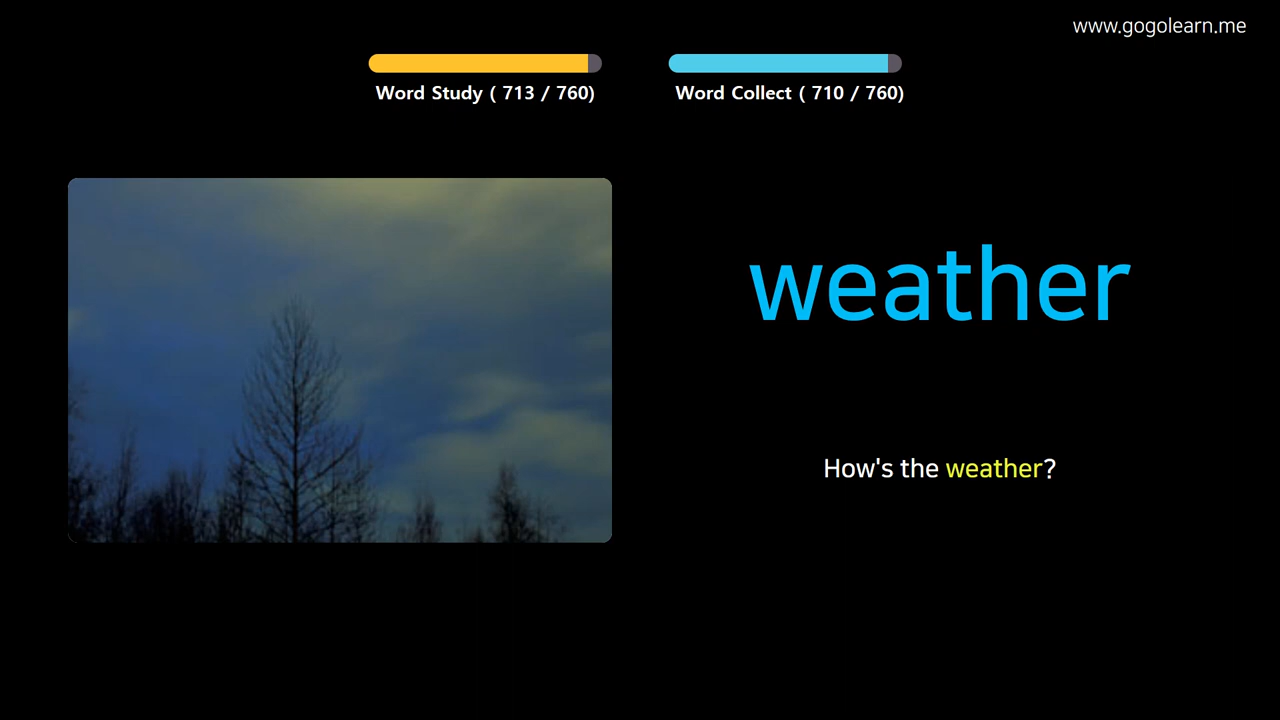 www.gogolearn.me
Word Study ( 713 / 760)
Word Collect ( 710 / 760)
weather
How's the weather?